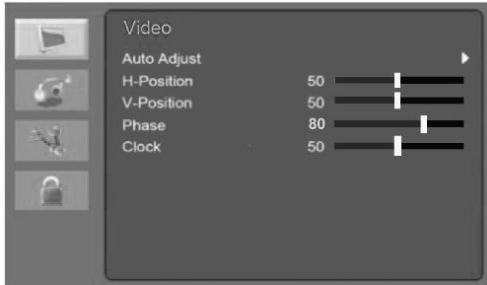 Video
Auto Adjust
H-Position 50
V-Position 50
Phase 80
Clock 50